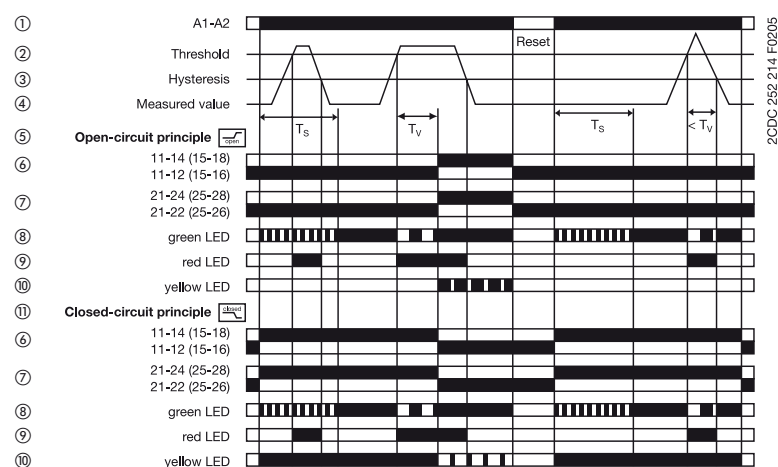 ① A1-A2
Reset
② Threshold
③ Hysteresis
④ Measured value
TS TV TS < TV
⑤ Open-circuit principle open
⑥ 11-14 (15-18)
11-12 (15-16)
⑦ 21-24 (25-28)
21-22 (25-26)
⑧ green LED
⑨ red LED
⑩ yellow LED
⑪ Closed-circuit principle closed
⑥ 11-14 (15-18)
11-12 (15-16)
⑦ 21-24 (25-28)
21-22 (25-26)
⑧ green LED
⑨ red LED
⑩ yellow LED
2CDC 252 214 F0205